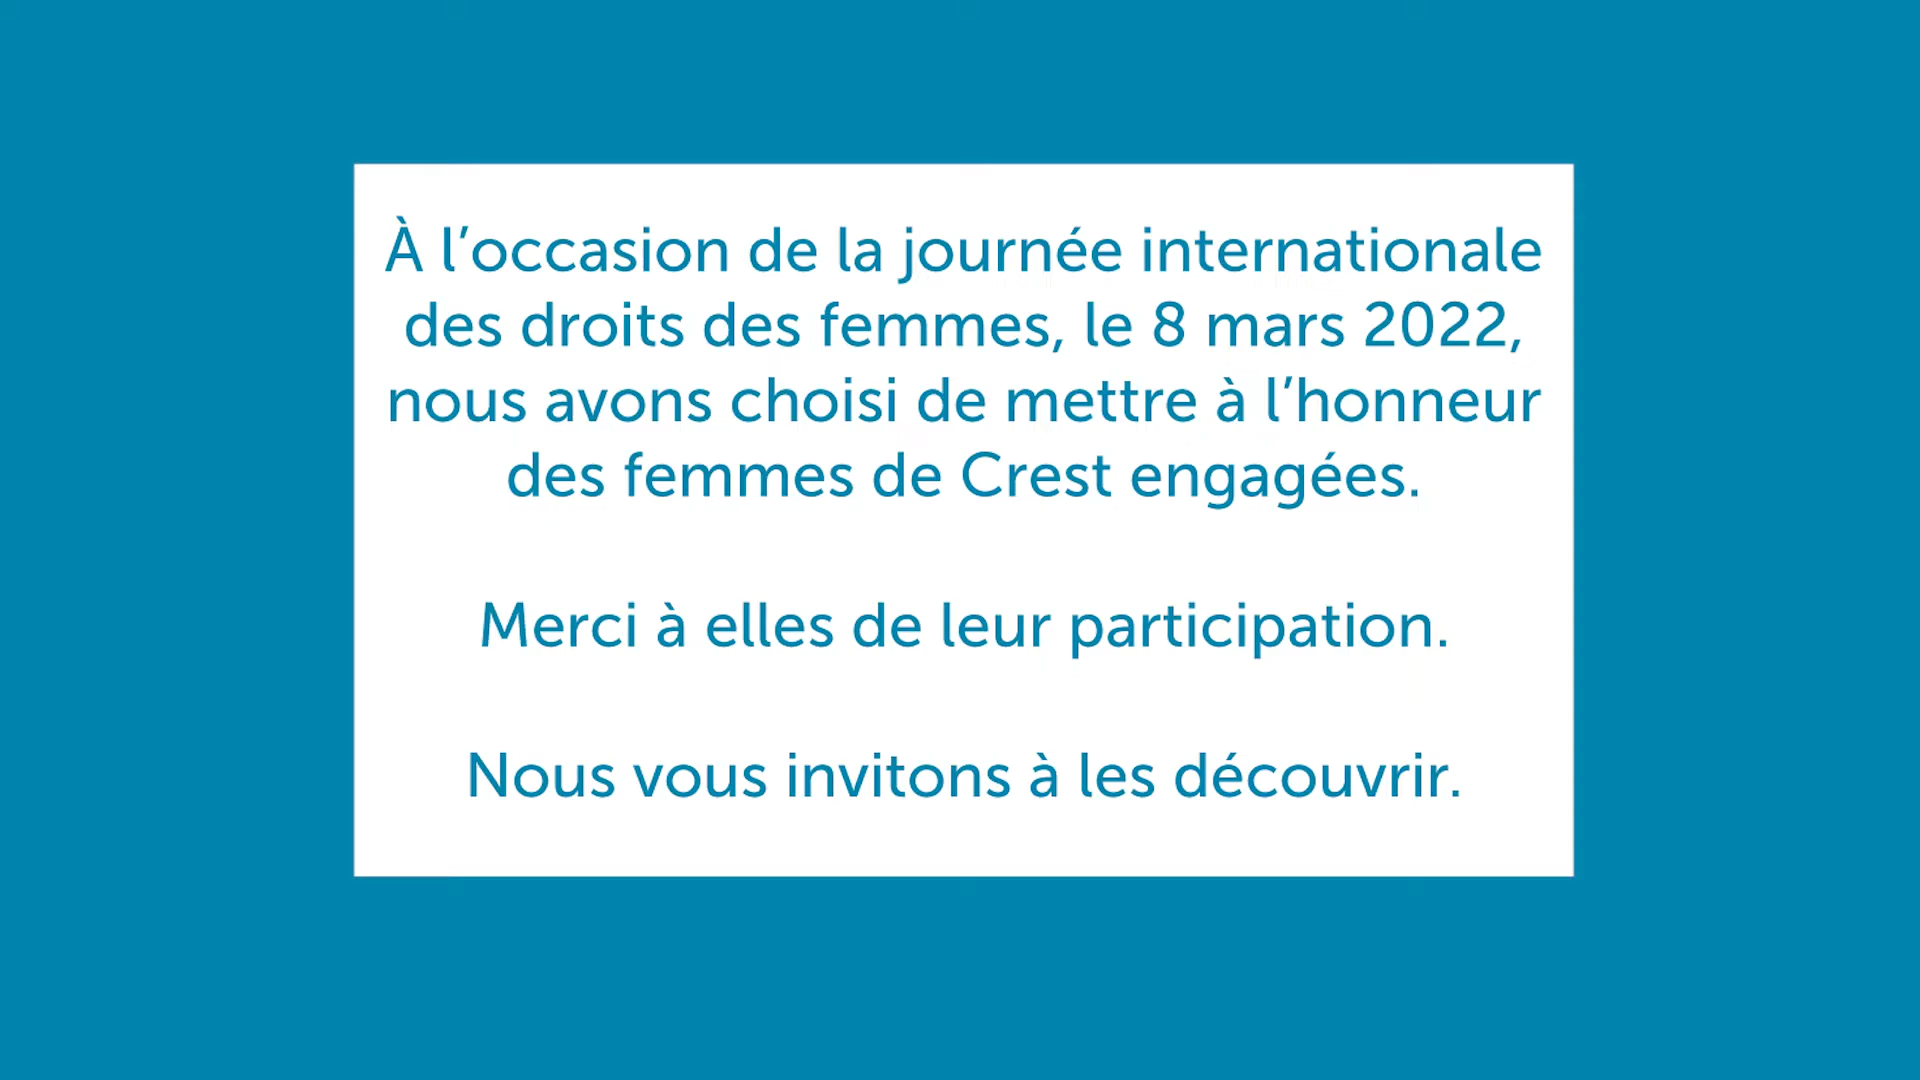 À l’occasion de la journée internationale
des droits des femmes, le 8 mars 2022,
nous avons choisi de mettre à l’honneur
des femmes de Crest engagées.
Merci à elles de leur participation.
Nous vous invitons à les découvrir.